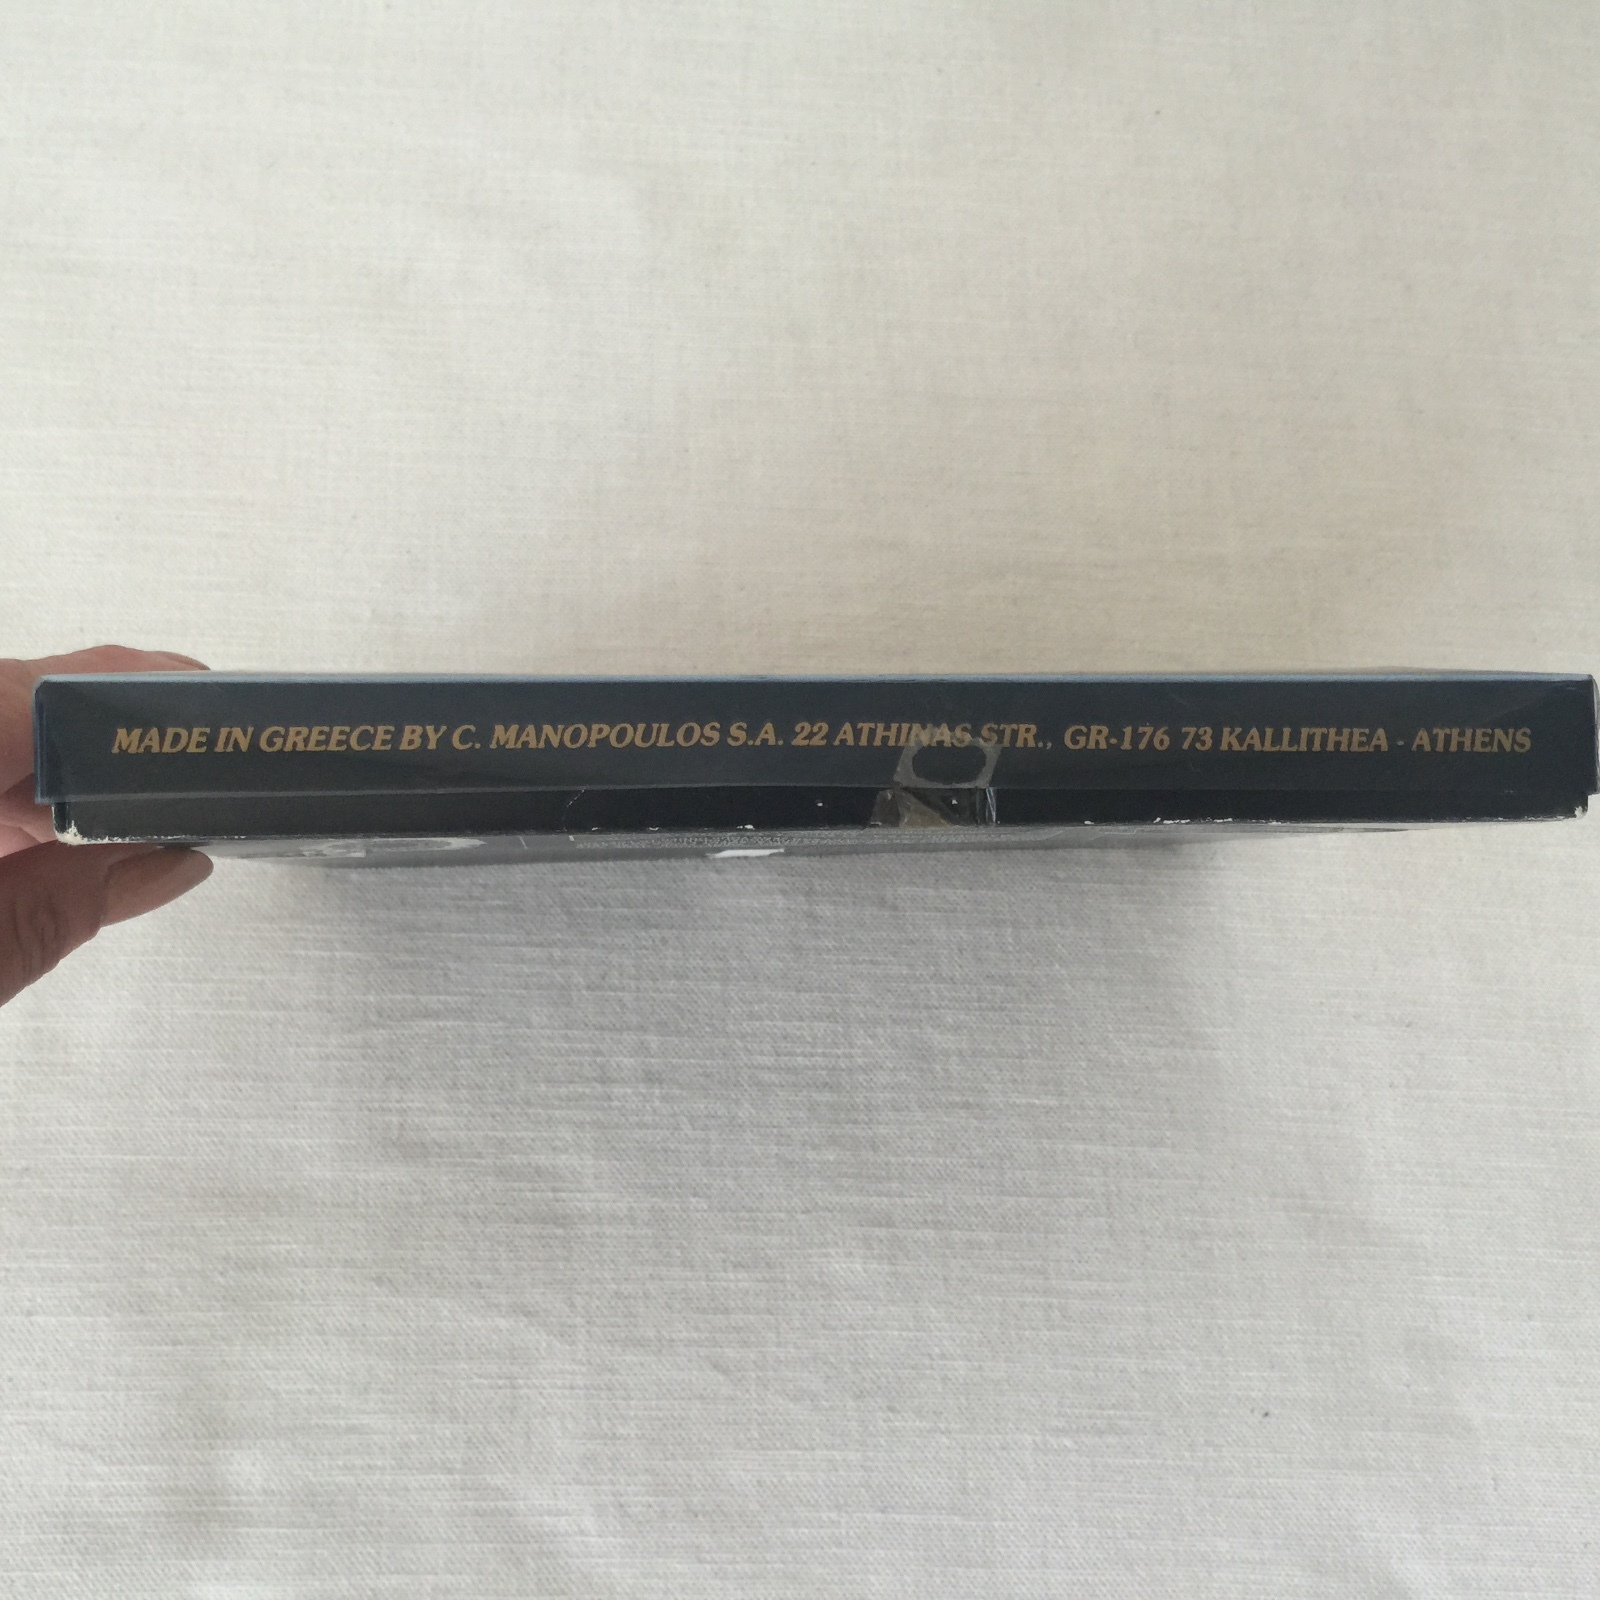 MADE IN GREECE BY C. MANOPOULOS S.A. 22 ATHINAS STR., GR-176 73 KALLITHEA - ATHENS